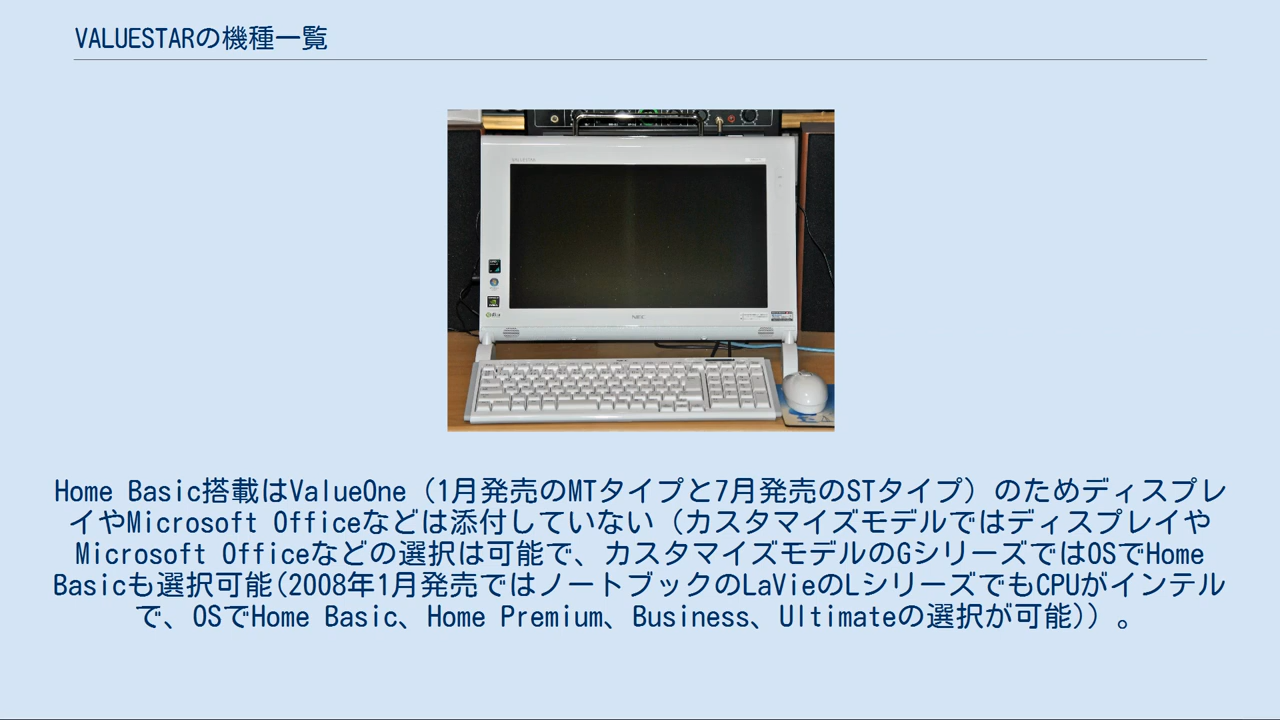 VALUESTARの機種一覧
NEC
Home Basic搭載はValueOne（1月発売のMTタイプと7月発売のSTタイプ）のためディスプレ
イやMicrosoft Officeなどは添付していない（カスタマイズモデルではディスプレイや
Microsoft Officeなどの選択は可能で、カスタマイズモデルのGシリーズではOSでHome
Basicも選択可能(2008年1月発売ではノートブックのLaVieのLシリーズでもCPUがインテル
で、OSでHome Basic、Home Premium、Business、Ultimateの選択が可能)）。